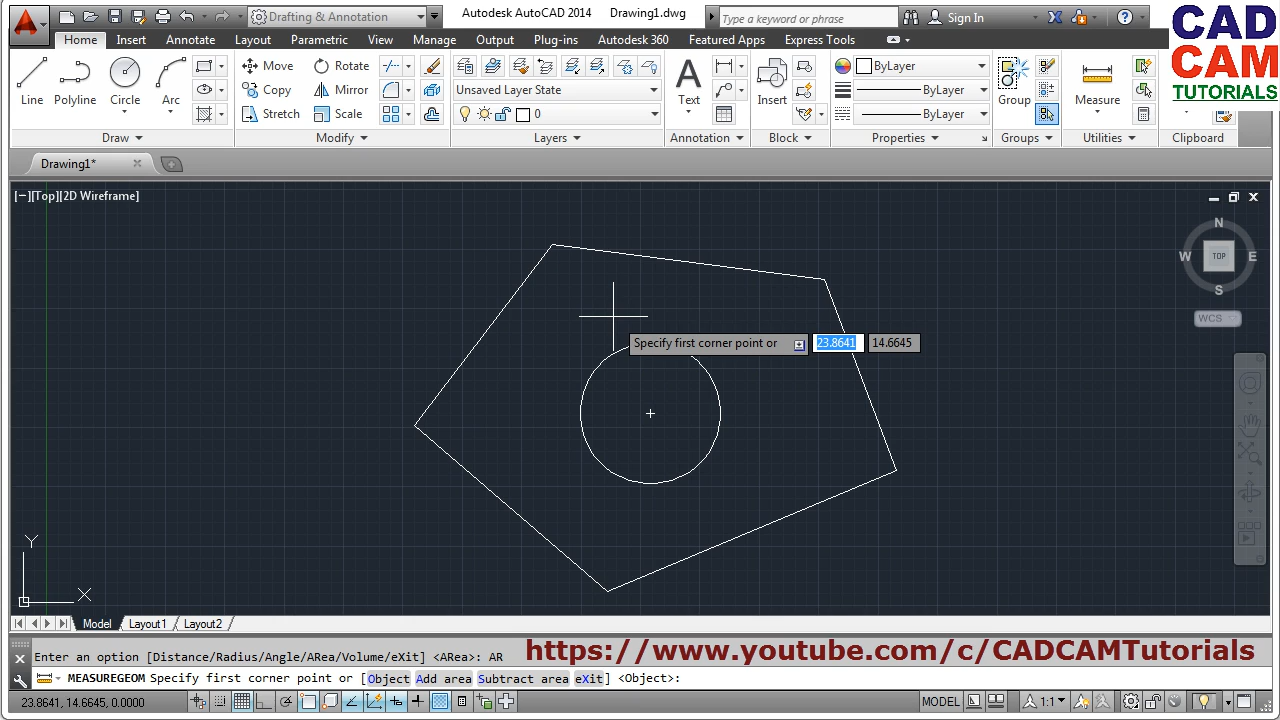 Drafting & Annotation
Autodesk AutoCAD 2014 Drawing1.dwg
Type a keyword or phrase
Sign In
CAD
CAM
TUTORIALS
Home Insert Annotate Layout Parametric View Manage Output Plug-ins Autodesk 360 Featured Apps Express Tools
Line
Polyline
Circle
Arc
Draw
Move
Rotate
Copy
Mirror
Stretch
Scale
Modify
Unsaved Layer State
0
Layers
Text
Annotation
Insert
Block
ByLayer
ByLayer
ByLayer
Properties
Group
Groups
Measure
Utilities
Clipboard
Drawing1*
[−][Top][2D Wireframe]
N
W TOP E
S
WCS
Specify first corner point or 23.8641 14.6645
Y
X
Model Layout1 Layout2
Enter an option [Distance/Radius/Angle/ARea/Volume/eXit] <ARea>: AR
https://www.youtube.com/c/CADCAMTutorials
MEASUREGEOM Specify first corner point or [Object Add area Subtract area eXit] <Object>:
23.8641, 14.6645, 0.0000
MODEL
1:1